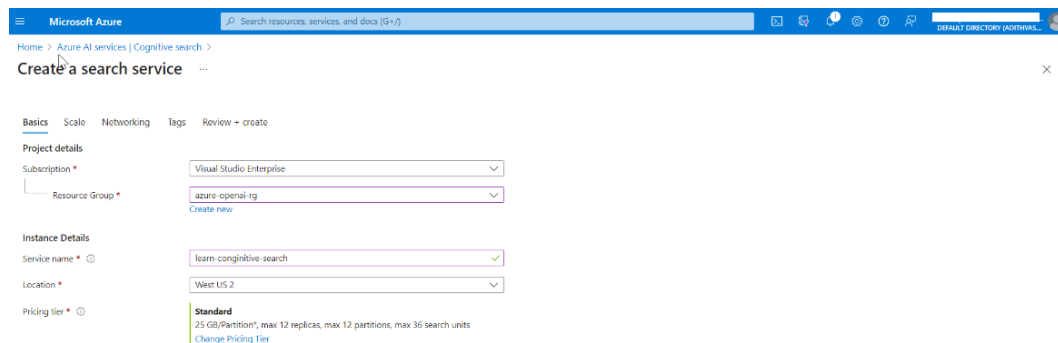 Microsoft Azure
Search resources, services, and docs (G+/)
1
DEFAULT DIRECTORY (ADITHYAS...
Home > Azure AI services | Cognitive search >
Create a search service ...
Basics Scale Networking Tags Review + create
Project details
Subscription * Visual Studio Enterprise
Resource Group * azure-openai-rg
Create new
Instance Details
Service name * learn-conginitive-search
Location * West US 2
Pricing tier * Standard
25 GB/Partition*, max 12 replicas, max 12 partitions, max 36 search units
Change Pricing Tier